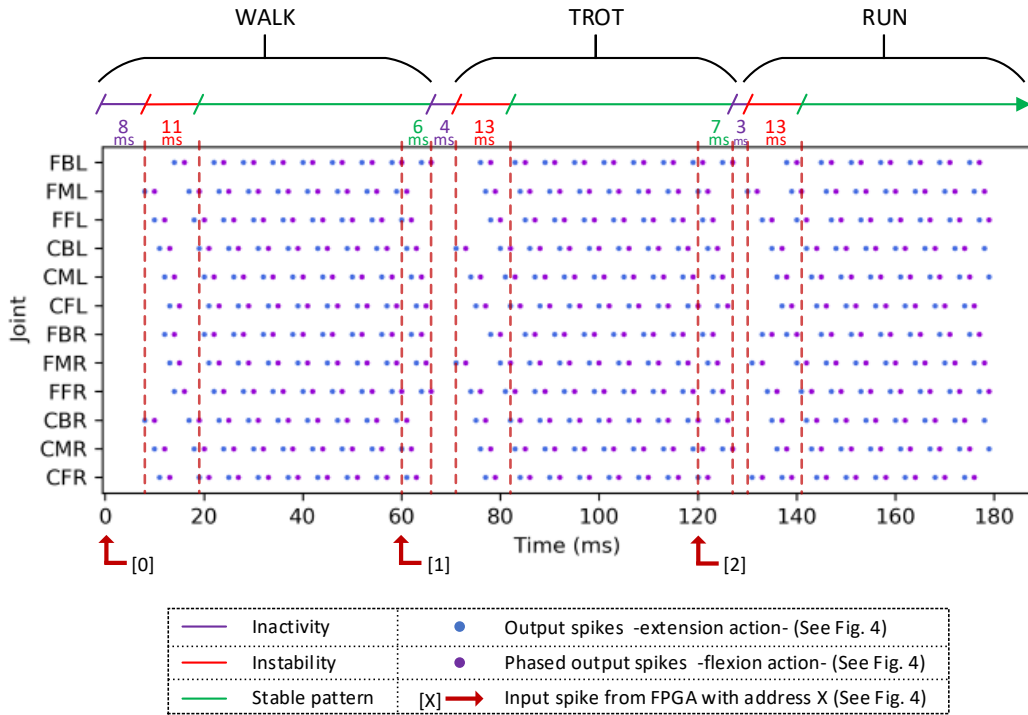 WALK TROT RUN
8 ms 11 ms 6 ms 4 ms 13 ms 7 ms 3 ms 13 ms
FBL
FML
FFL
CBL
CML
CFL
FBR
FMR
FFR
CBR
CMR
CFR
Joint
0 20 40 60 80 100 120 140 160 180
Time (ms)
[0] [1] [2]
Inactivity Output spikes -extension action- (See Fig. 4)
Instability Phased output spikes -flexion action- (See Fig. 4)
Stable pattern [X] Input spike from FPGA with address X (See Fig. 4)